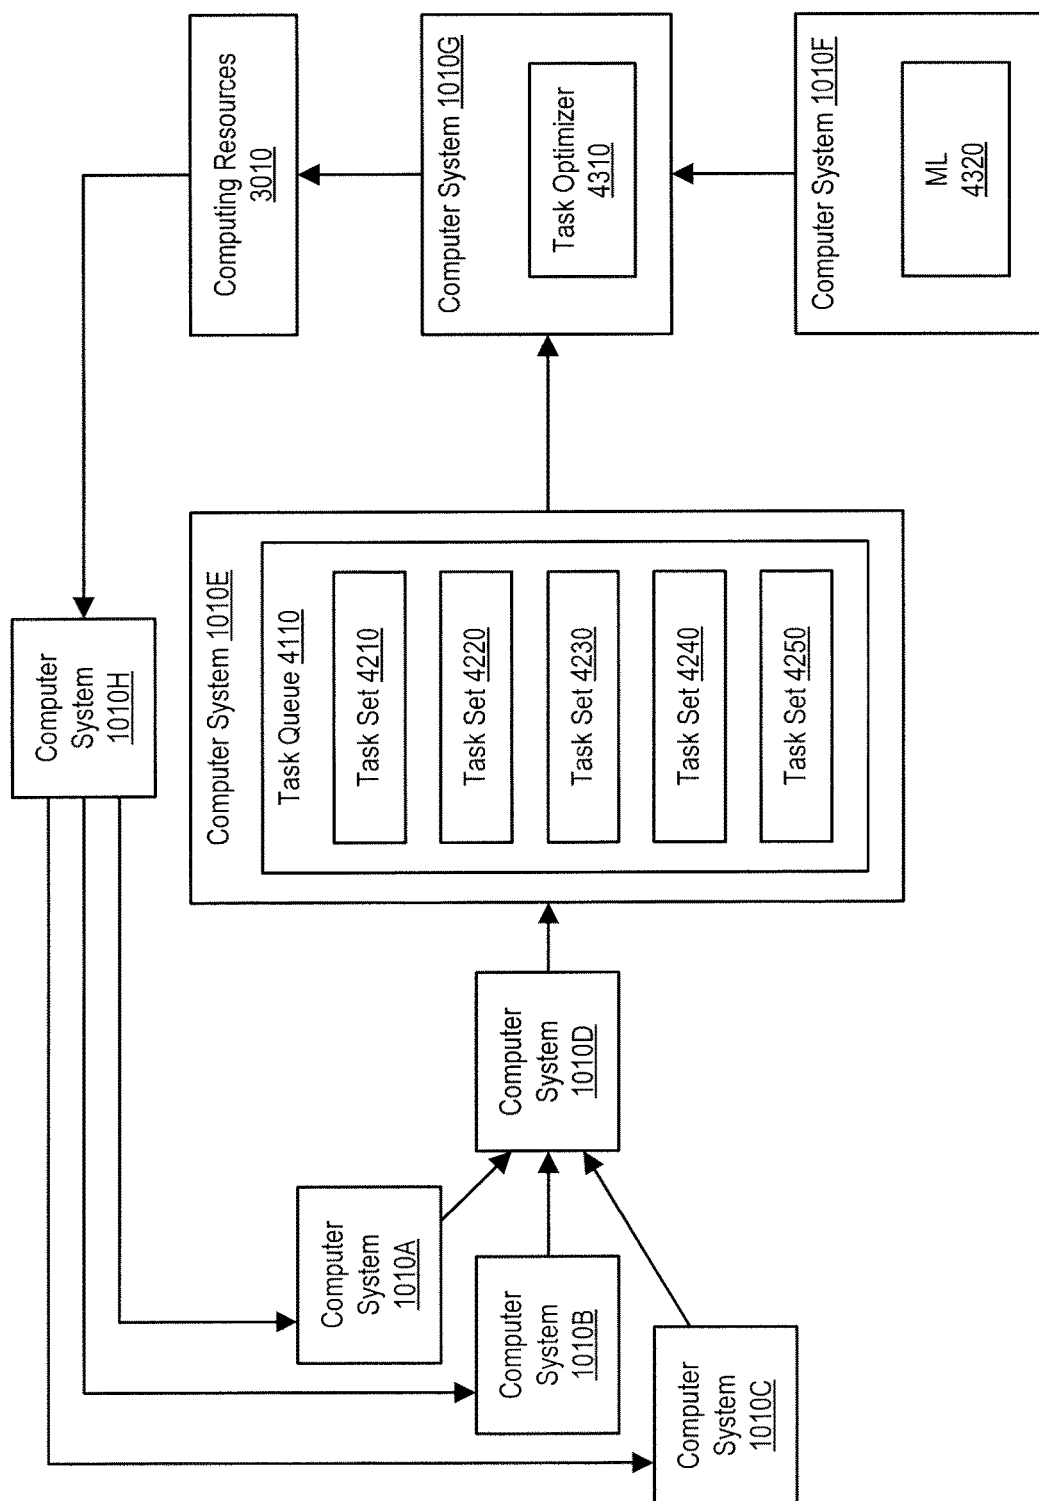 Computer
System
1010H
Computing Resources
3010
Computer System 1010E
Task Queue 4110
Task Set 4210
Task Set 4220
Task Set 4230
Task Set 4240
Task Set 4250
Computer System 1010G
Task Optimizer
4310
Computer System 1010F
ML
4320
Computer
System
1010A
Computer
System
1010B
Computer
System
1010C
Computer
System
1010D